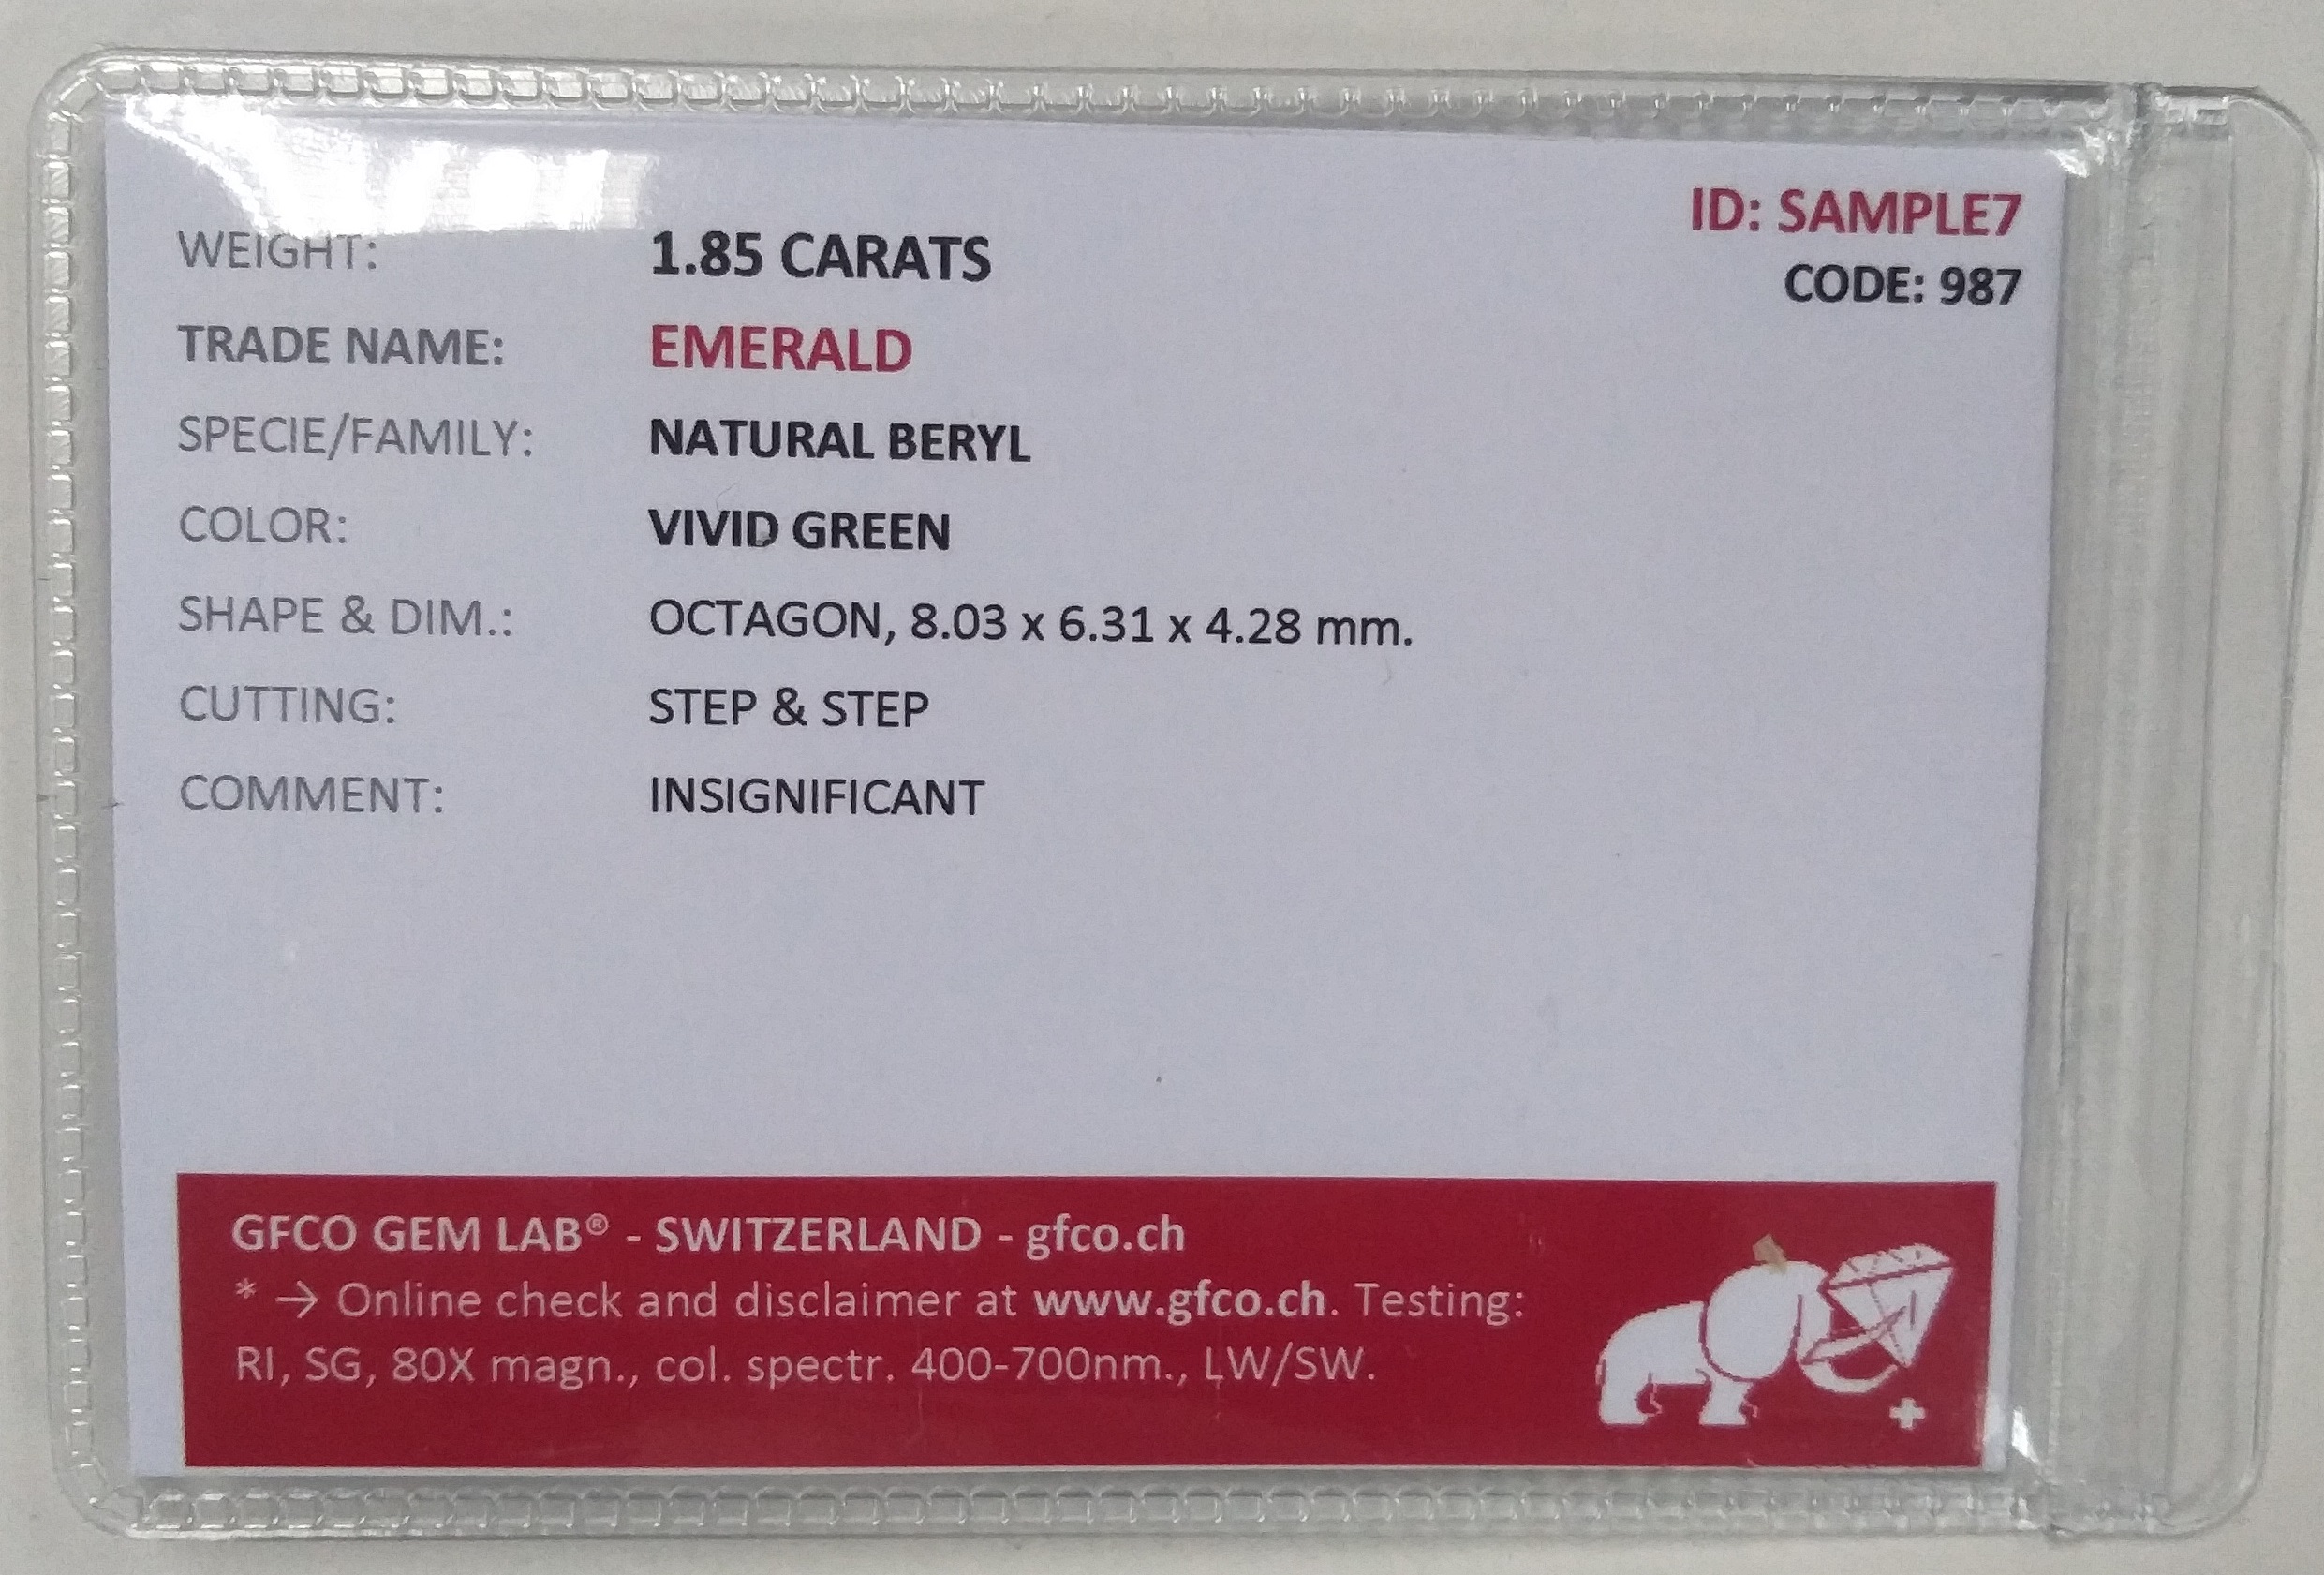 ID: SAMPLE7
CODE: 987
WEIGHT: 1.85 CARATS
TRADE NAME: EMERALD
SPECIE/FAMILY: NATURAL BERYL
COLOR: VIVID GREEN
SHAPE & DIM.: OCTAGON, 8.03 x 6.31 x 4.28 mm.
CUTTING: STEP & STEP
COMMENT: INSIGNIFICANT
GFCO GEM LAB® - SWITZERLAND - gfco.ch
* → Online check and disclaimer at www.gfco.ch. Testing:
RI, SG, 80X magn., col. spectr. 400-700nm., LW/SW.